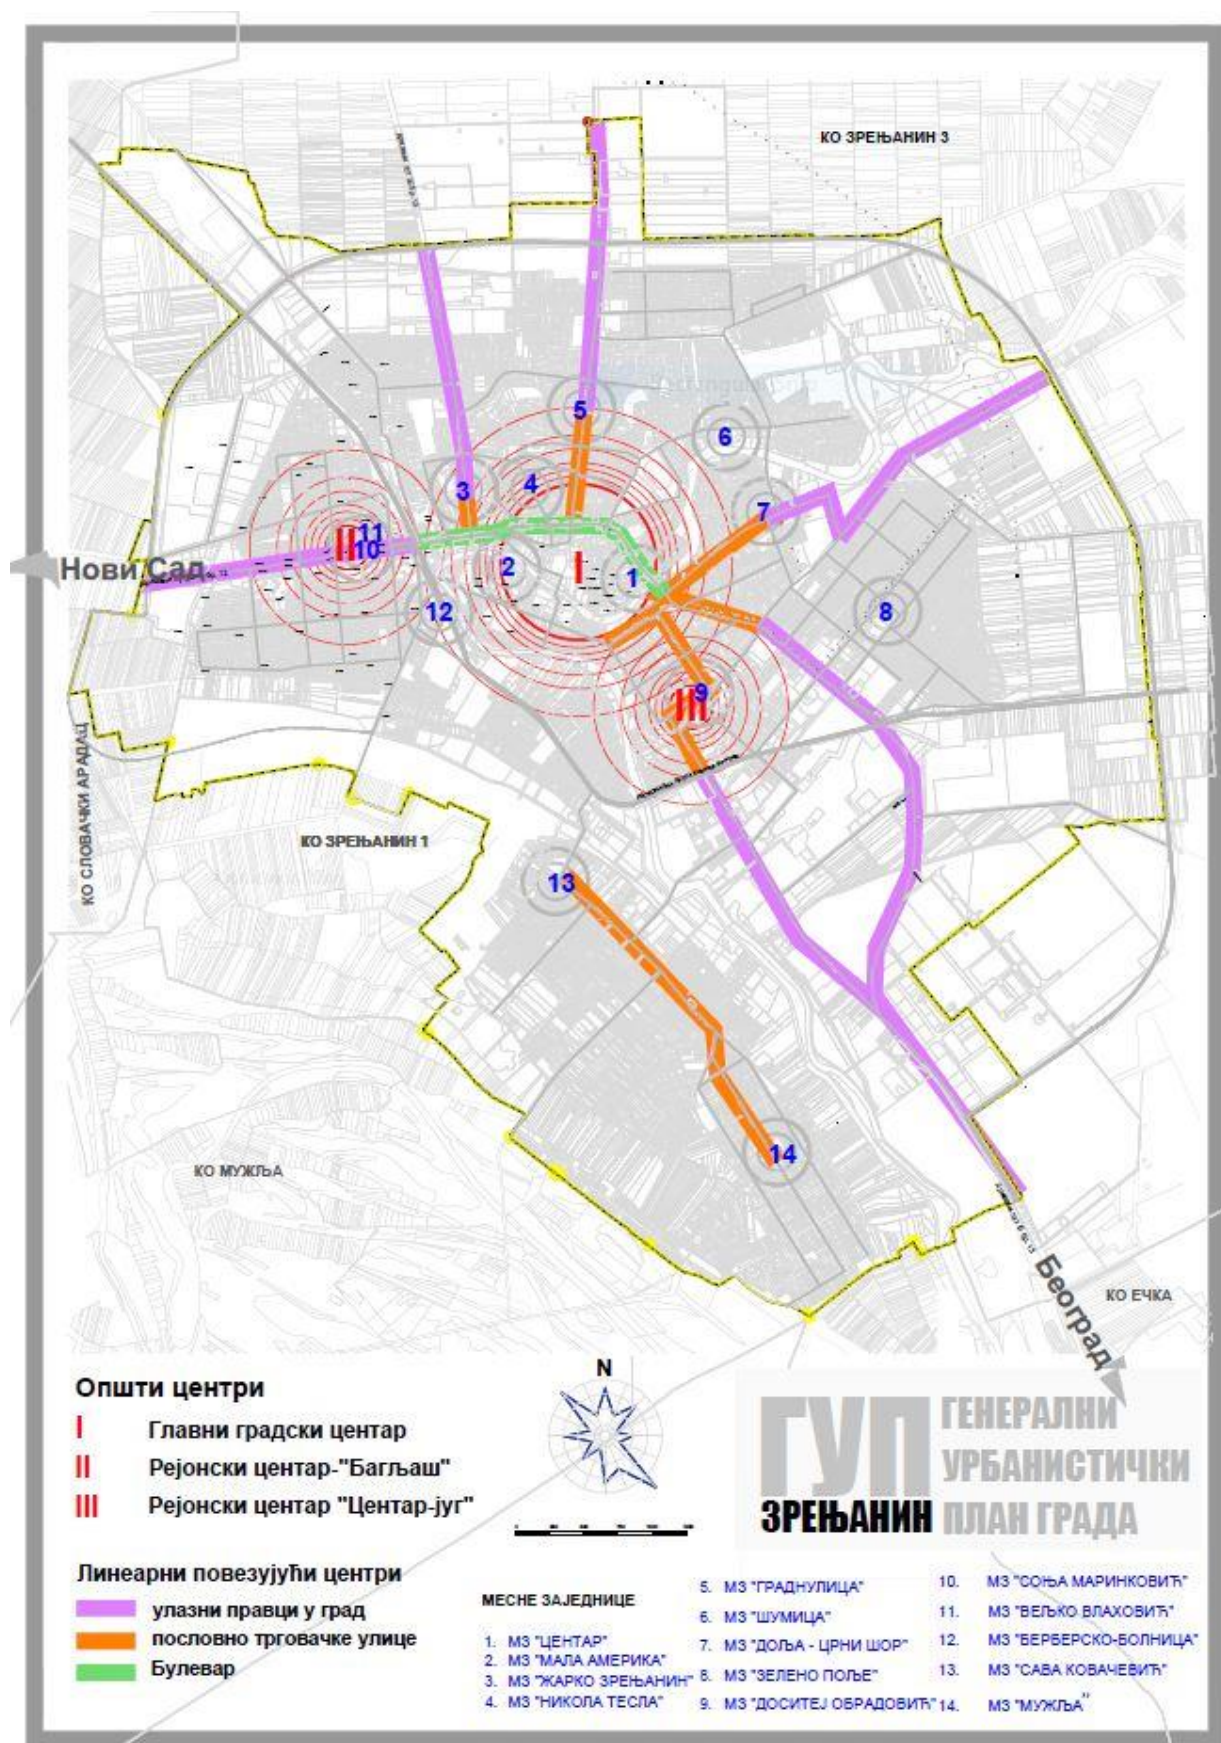 КО ЗРЕЊАНИН 3
5
6
4
3
7
11
II
10
I
2
1
Нови Сад
12
8
9
III
КО СЛОВАЧКИ АРАДАЦ
КО ЗРЕЊАНИН 1
13
14
КО МУЖЉА
Београд
КО ЕЧКА
Општи центри
I Главни градски центар
II Рејонски центар-"Багљаш"
III Рејонски центар "Центар-југ"
N
ГУП
ЗРЕЊАНИН
ГЕНЕРАЛНИ
УРБАНИСТИЧКИ
ПЛАН ГРАДА
Линеарни повезујући центри
улазни правци у град
пословно трговачке улице
Булевар
МЕСНЕ ЗАЈЕДНИЦЕ
1. МЗ "ЦЕНТАР"
2. МЗ "МАЛА АМЕРИКА"
3. МЗ "ЖАРКО ЗРЕЊАНИН"
4. МЗ "НИКОЛА ТЕСЛА"
5. МЗ "ГРАДНУЛИЦА"
6. МЗ "ШУМИЦА"
7. МЗ "ДОЉА - ЦРНИ ШОР"
8. МЗ "ЗЕЛЕНО ПОЉЕ"
9. МЗ "ДОСИТЕЈ ОБРАДОВИЋ"
10. МЗ "СОЊА МАРИНКОВИЋ"
11. МЗ "ВЕЉКО ВЛАХОВИЋ"
12. МЗ "БЕРБЕРСКО-БОЛНИЦА"
13. МЗ "САВА КОВАЧЕВИЋ"
14. МЗ "МУЖЉА"